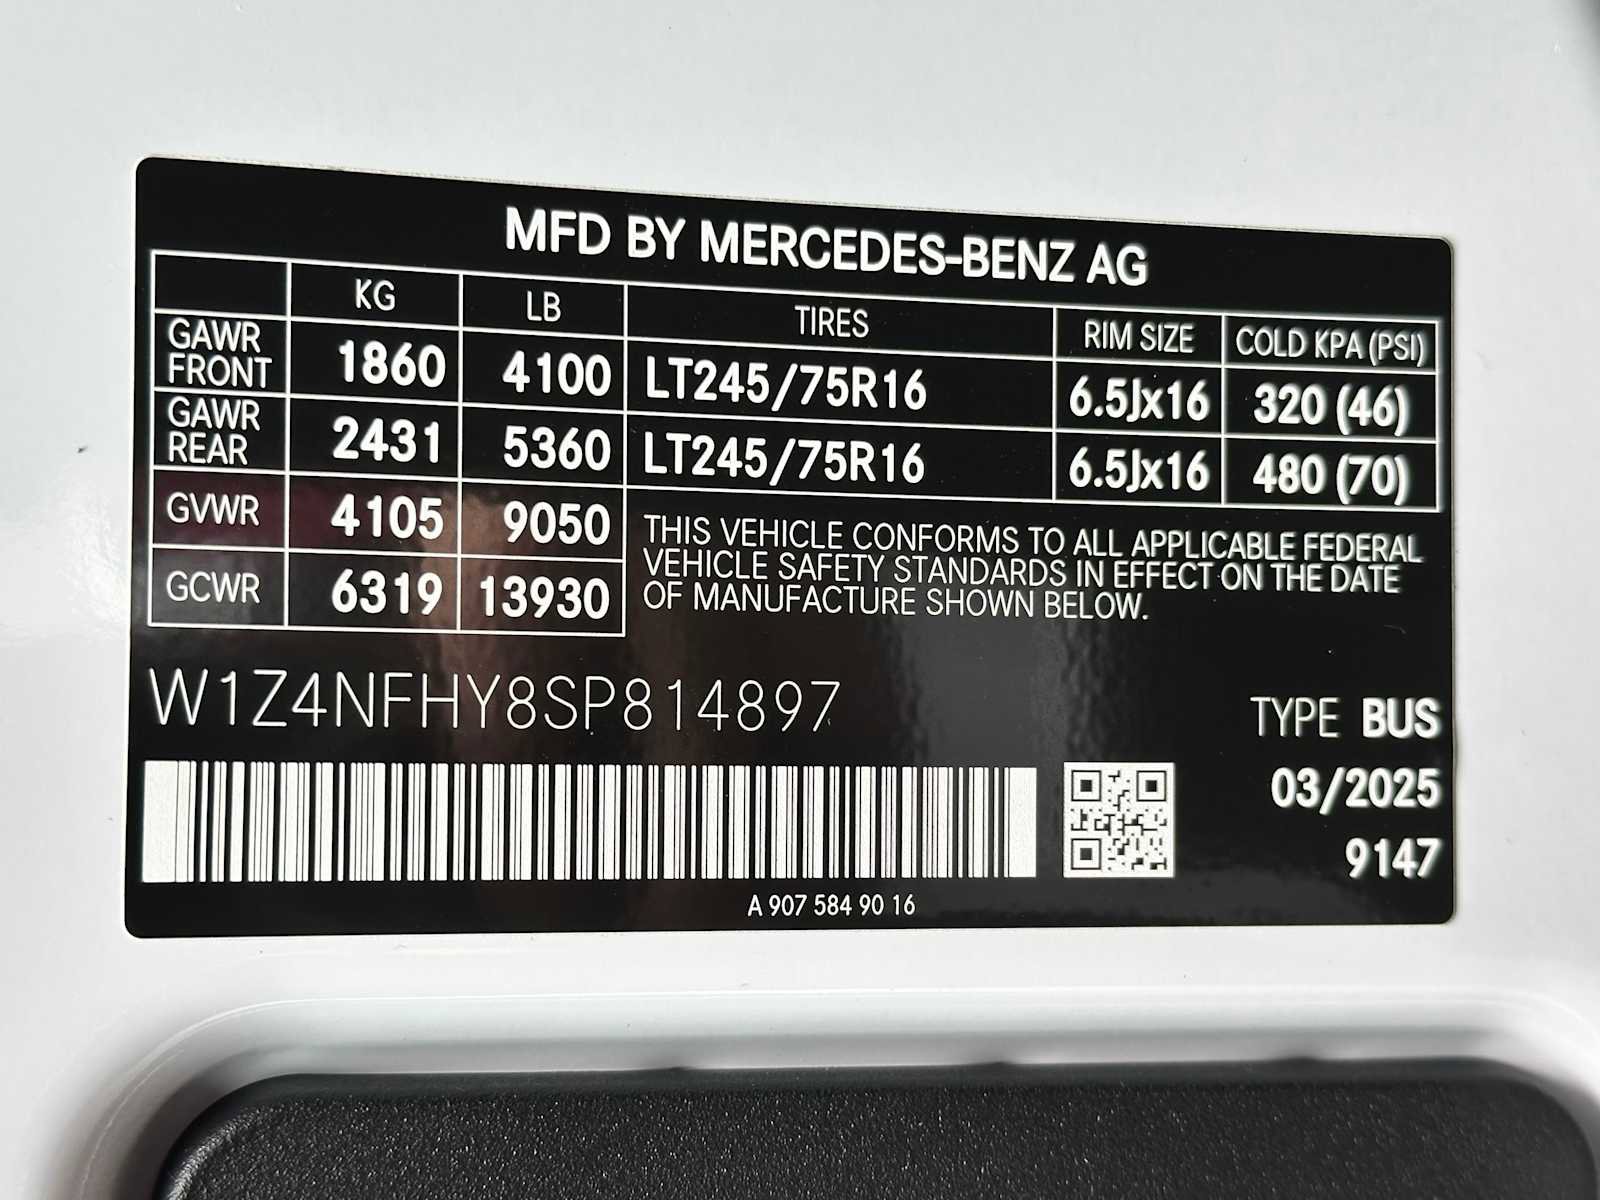 MFD BY MERCEDES-BENZ AG
KG LB TIRES RIM SIZE COLD KPA (PSI)
GAWR FRONT 1860 4100 LT245/75R16 6.5Jx16 320 (46)
GAWR REAR 2431 5360 LT245/75R16 6.5Jx16 480 (70)
GVWR 4105 9050
GCWR 6319 13930
THIS VEHICLE CONFORMS TO ALL APPLICABLE FEDERAL
VEHICLE SAFETY STANDARDS IN EFFECT ON THE DATE
OF MANUFACTURE SHOWN BELOW.
W1Z4NFHY8SP814897
TYPE BUS
03/2025
9147
A 907 584 90 16